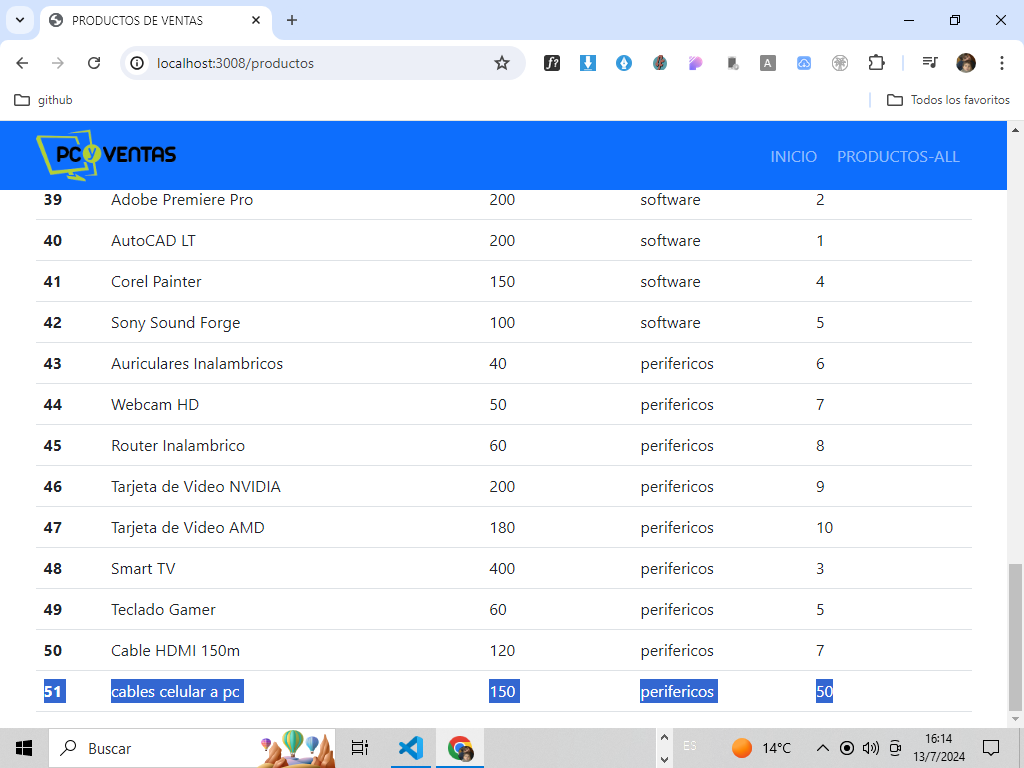 PRODUCTOS DE VENTAS
localhost:3008/productos
f?
A
github
Todos los favoritos
PC y VENTAS
INICIO PRODUCTOS-ALL
39 Adobe Premiere Pro 200 software 2
40 AutoCAD LT 200 software 1
41 Corel Painter 150 software 4
42 Sony Sound Forge 100 software 5
43 Auriculares Inalambricos 40 perifericos 6
44 Webcam HD 50 perifericos 7
45 Router Inalambrico 60 perifericos 8
46 Tarjeta de Video NVIDIA 200 perifericos 9
47 Tarjeta de Video AMD 180 perifericos 10
48 Smart TV 400 perifericos 3
49 Teclado Gamer 60 perifericos 5
50 Cable HDMI 150m 120 perifericos 7
51 cables celular a pc 150 perifericos 50
Buscar
ES
14°C
16:14
13/7/2024